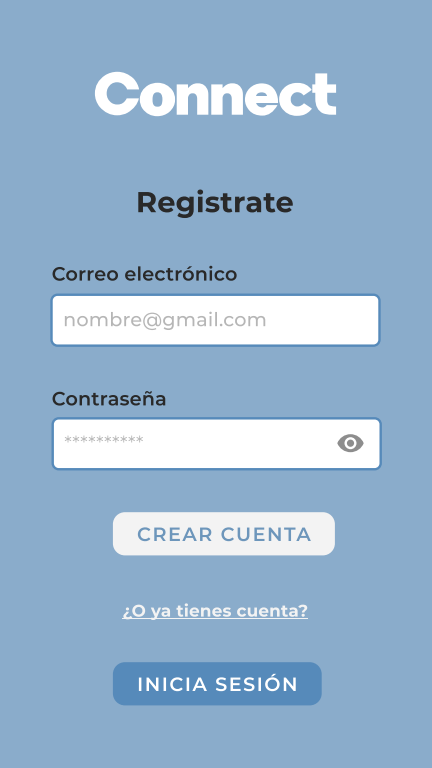 Connect
Registrate
Correo electrónico
nombre@gmail.com
Contraseña
**********
CREAR CUENTA
¿O ya tienes cuenta?
INICIA SESIÓN